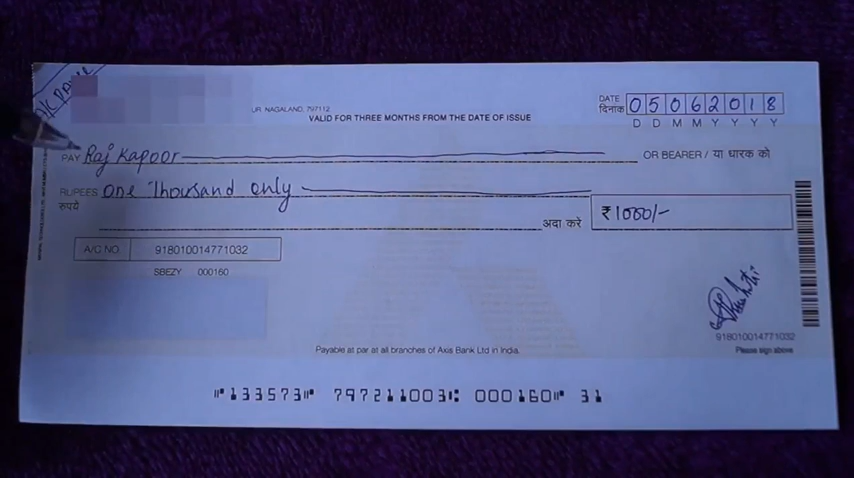 A/C PAYEE
UR NAGALAND, 797112
VALID FOR THREE MONTHS FROM THE DATE OF ISSUE
DATE दिनांक 05062018
D D M M Y Y Y Y
PAY Raj Kapoor OR BEARER / या धारक को
RUPEES One Thousand only
रुपये अदा करे ₹1000/-
A/C NO. 918010014771032
SBEZY 000160
918010014771032
Please sign above
Payable at par at all branches of Axis Bank Ltd in India.
⑈133573⑈ 797211003⑆ 000160⑈ 31